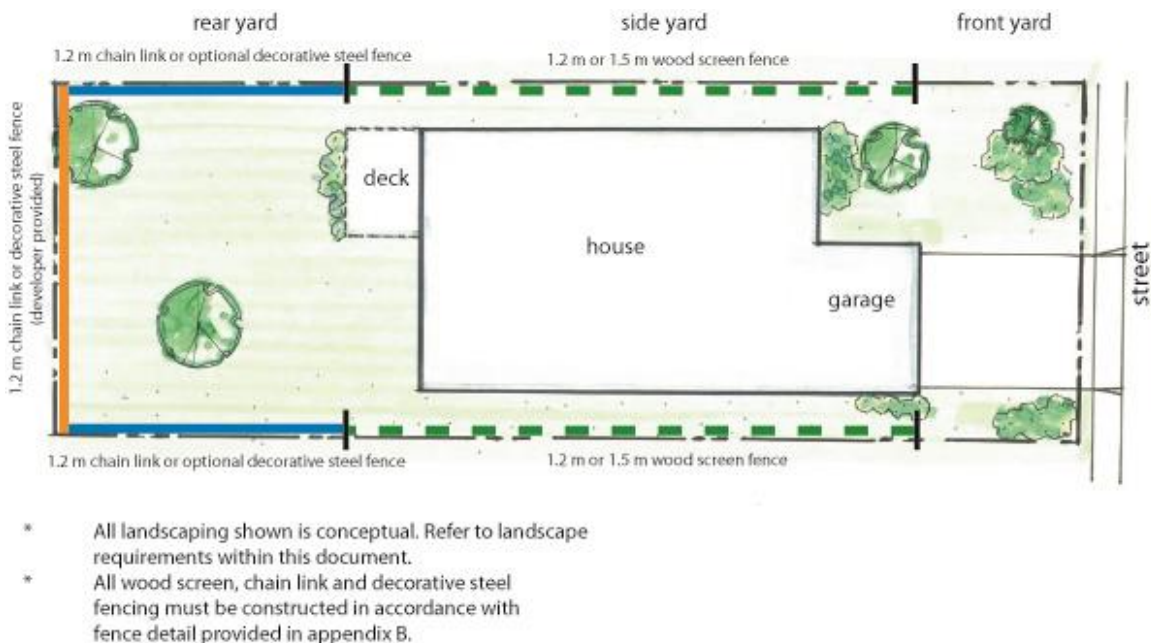 rear yard
side yard
front yard
1.2 m chain link or optional decorative steel fence
1.2 m or 1.5 m wood screen fence
1.2 m chain link or decorative steel fence
(developer provided)
deck
house
garage
street
1.2 m chain link or optional decorative steel fence
1.2 m or 1.5 m wood screen fence
* All landscaping shown is conceptual. Refer to landscape
requirements within this document.
* All wood screen, chain link and decorative steel
fencing must be constructed in accordance with
fence detail provided in appendix B.